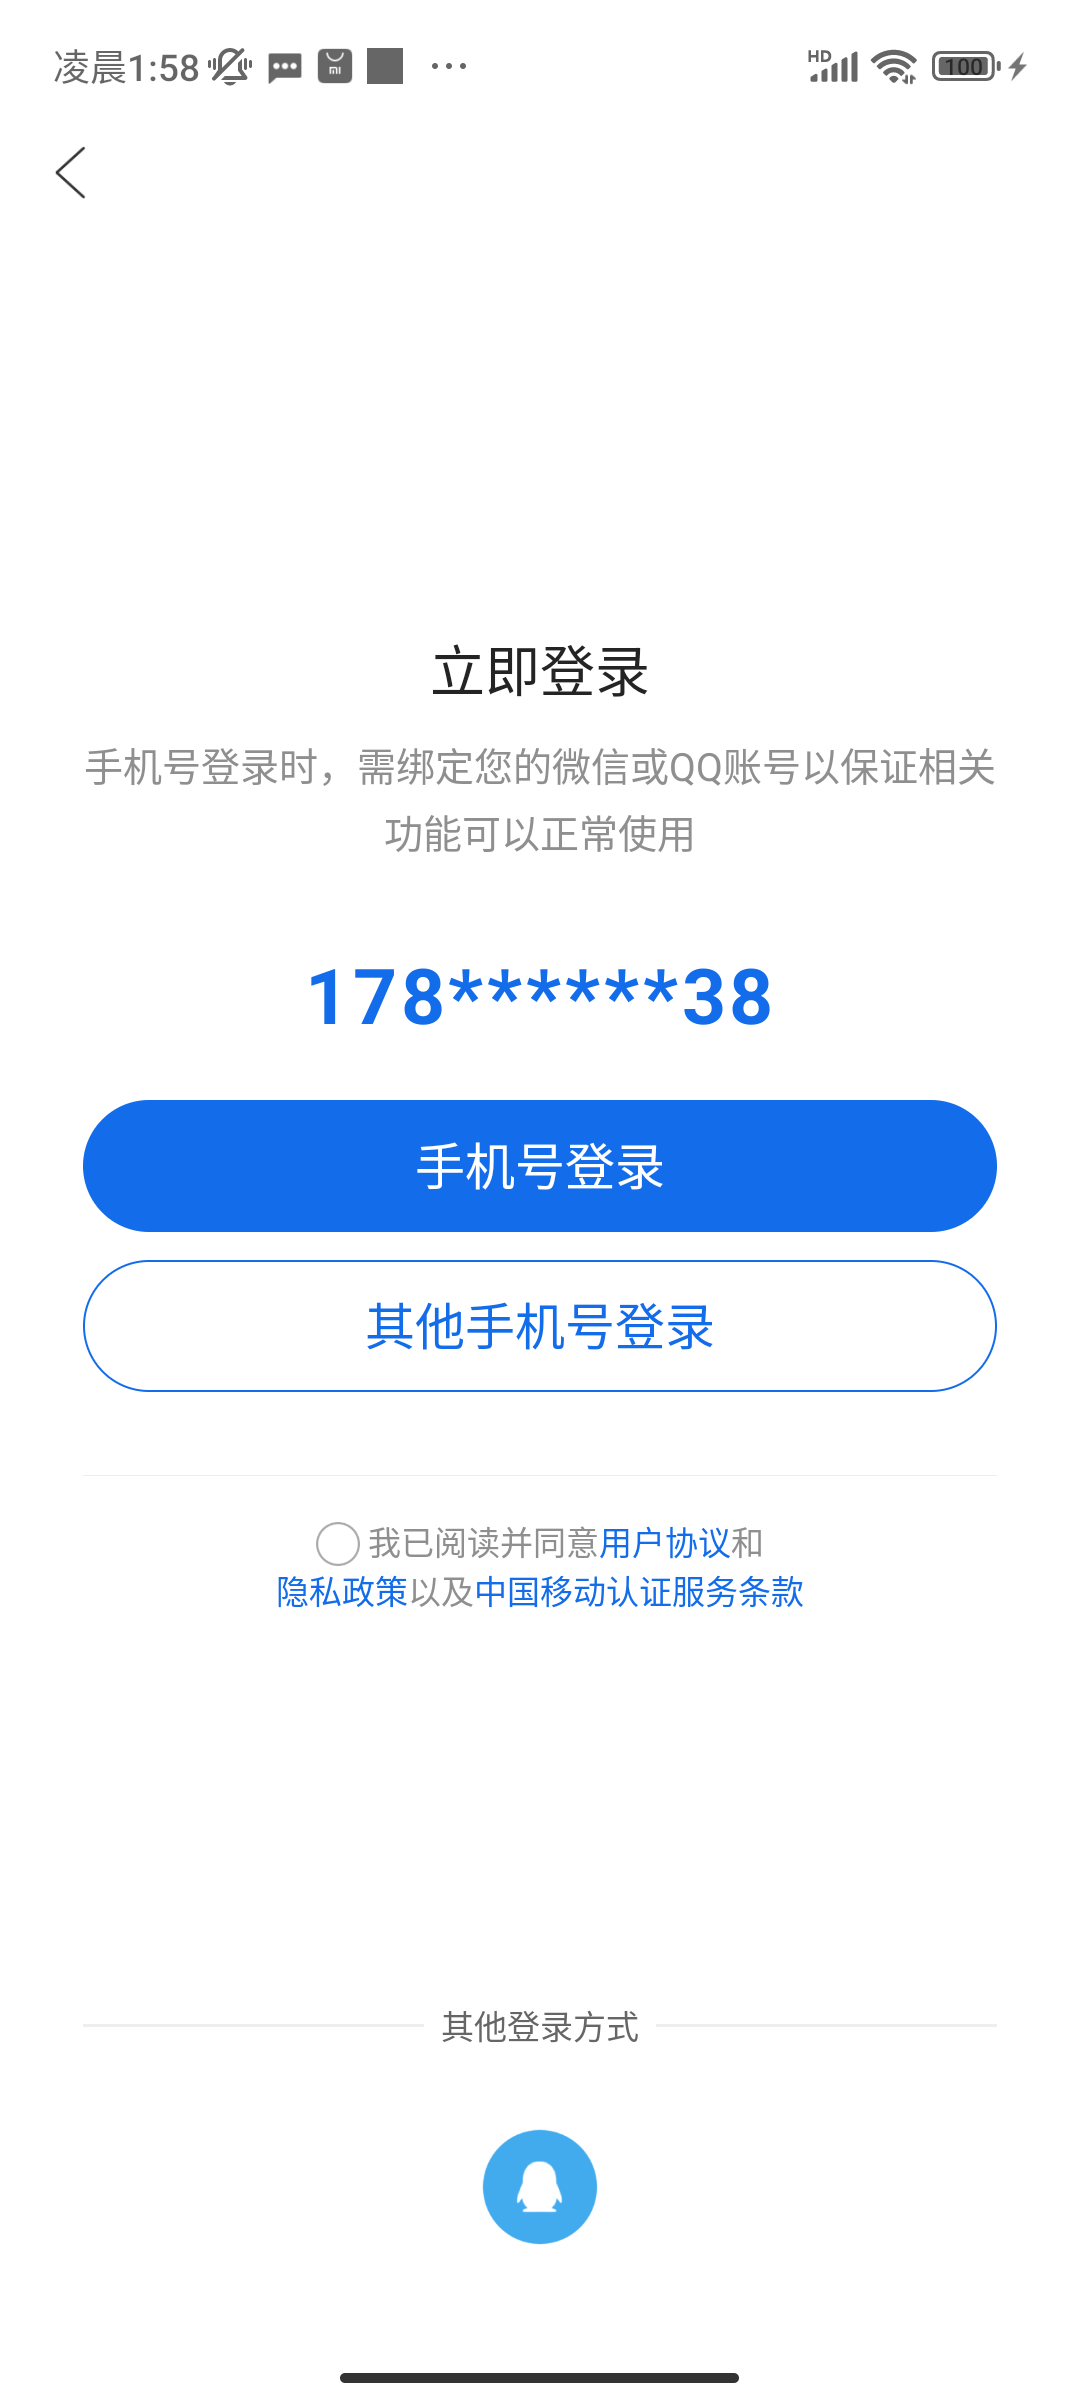 凌晨1:58
HD
100
立即登录
手机号登录时，需绑定您的微信或QQ账号以保证相关
功能可以正常使用
178******38
手机号登录
其他手机号登录
我已阅读并同意用户协议和
隐私政策以及中国移动认证服务条款
其他登录方式